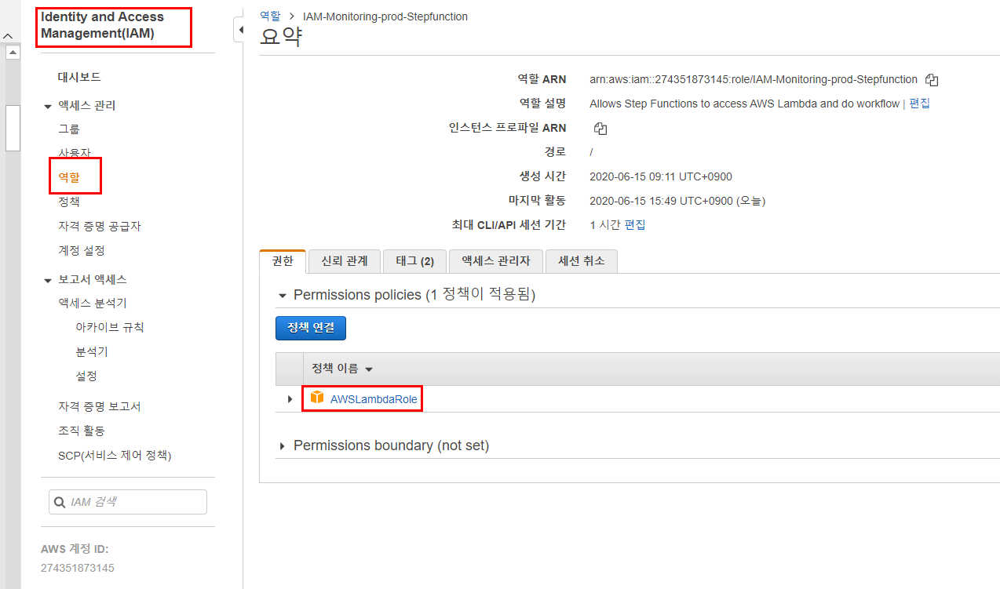 Identity and Access
Management(IAM)
대시보드
액세스 관리
그룹
사용자
역할
정책
자격 증명 공급자
계정 설정
보고서 액세스
액세스 분석기
아카이브 규칙
분석기
설정
자격 증명 보고서
조직 활동
SCP(서비스 제어 정책)
IAM 검색
AWS 계정 ID:
274351873145
역할 > IAM-Monitoring-prod-Stepfunction
요약
역할 ARN arn:aws:iam::274351873145:role/IAM-Monitoring-prod-Stepfunction
역할 설명 Allows Step Functions to access AWS Lambda and do workflow | 편집
인스턴스 프로파일 ARN
경로 /
생성 시간 2020-06-15 09:11 UTC+0900
마지막 활동 2020-06-15 15:49 UTC+0900 (오늘)
최대 CLI/API 세션 기간 1 시간 편집
권한 신뢰 관계 태그 (2) 액세스 관리자 세션 취소
Permissions policies (1 정책이 적용됨)
정책 연결
정책 이름
AWSLambdaRole
Permissions boundary (not set)